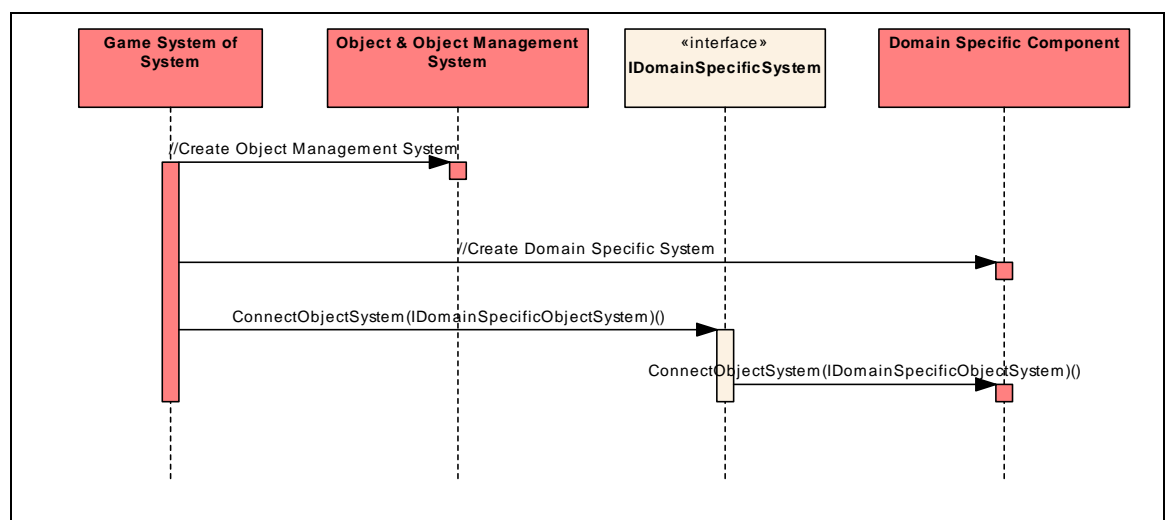 Game System of
System
Object & Object Management
System
«interface»
IDomainSpecificSystem
Domain Specific Component
//Create Object Management System
//Create Domain Specific System
ConnectObjectSystem(IDomainSpecificObjectSystem)()
ConnectObjectSystem(IDomainSpecificObjectSystem)()